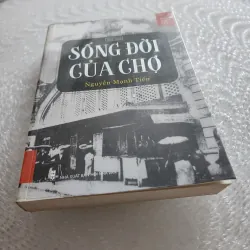 SỐNG ĐỜI
CỦA CHỢ
Nguyễn Mạnh Tiến